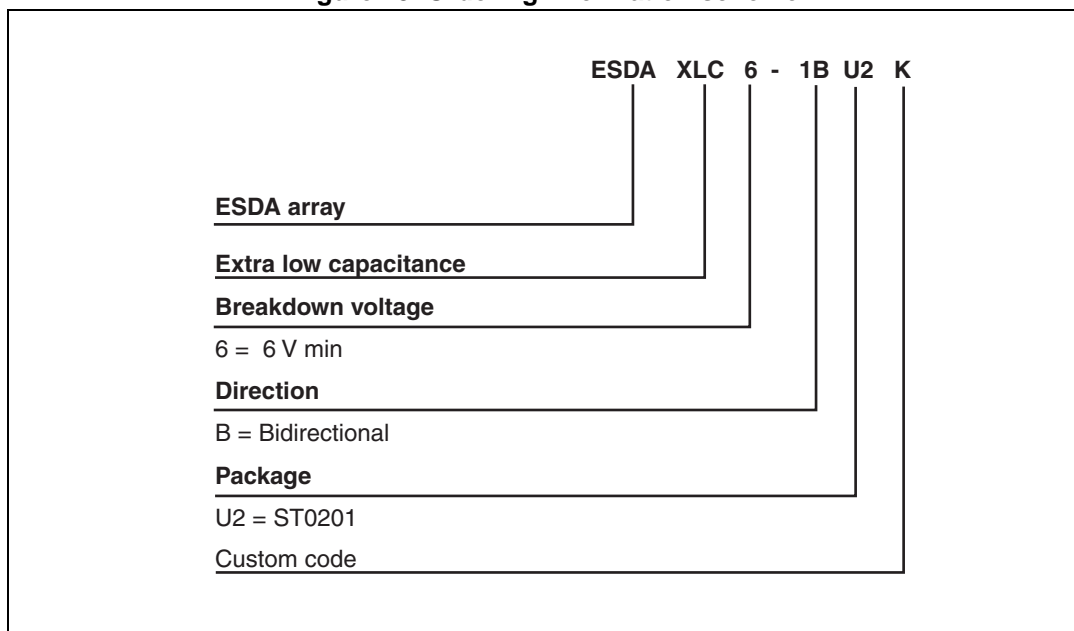 ESDA XLC 6 - 1B U2 K
ESDA array
Extra low capacitance
Breakdown voltage
6 = 6 V min
Direction
B = Bidirectional
Package
U2 = ST0201
Custom code